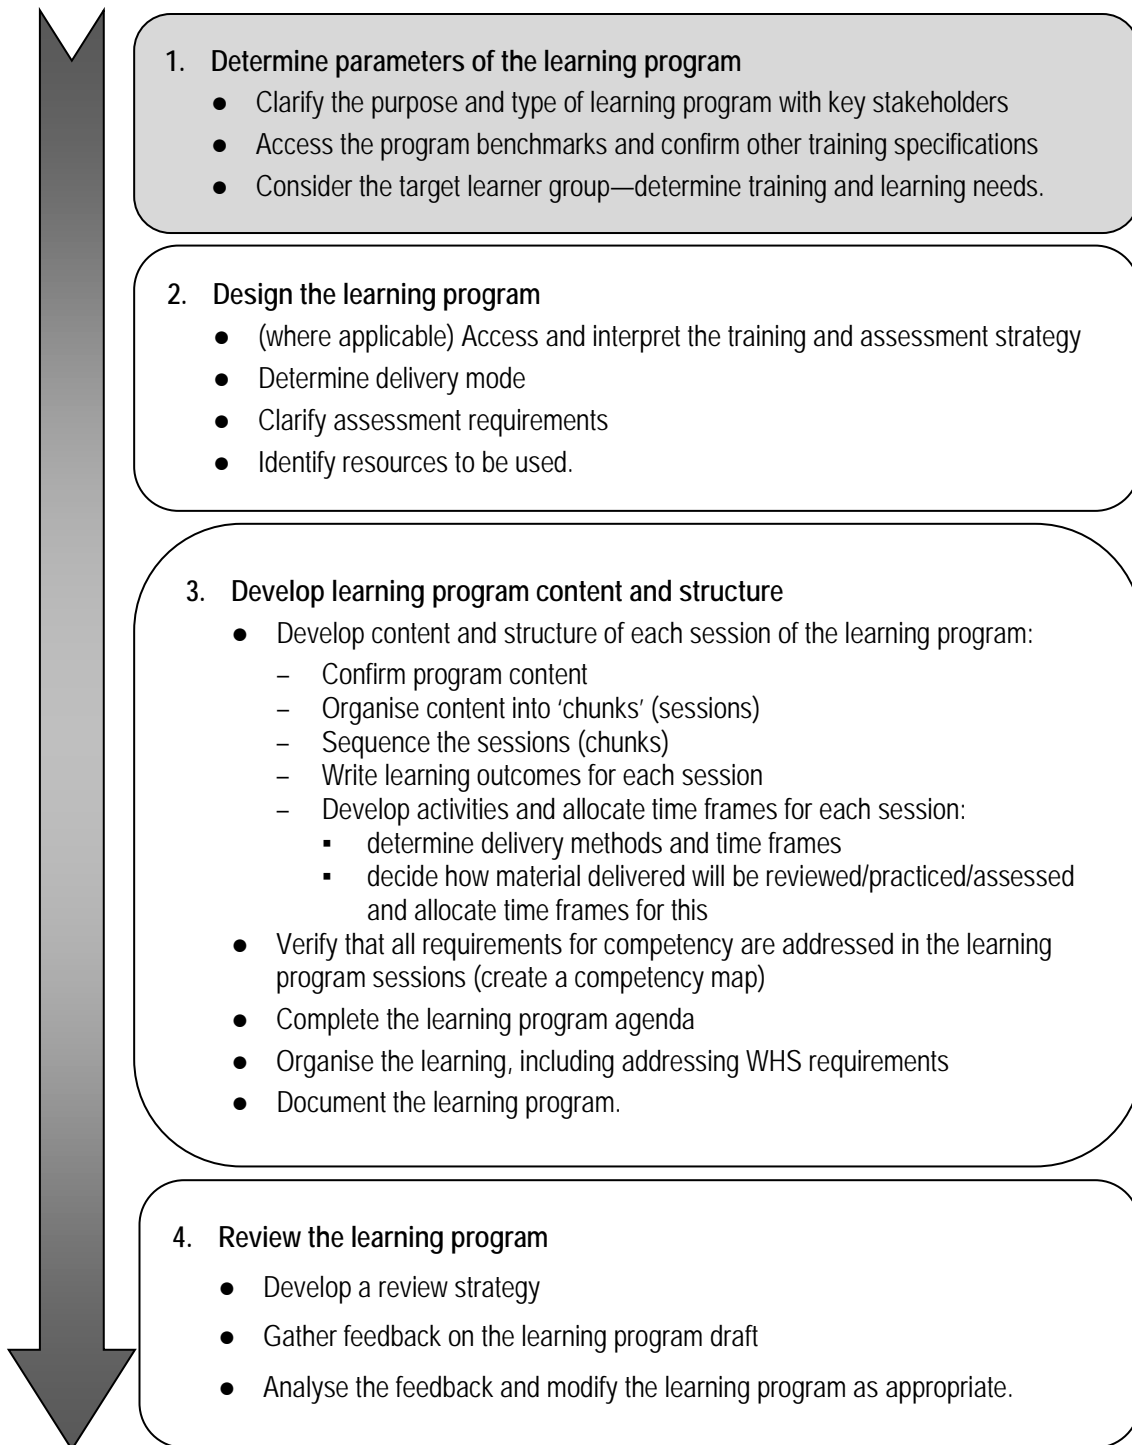 1. Determine parameters of the learning program
● Clarify the purpose and type of learning program with key stakeholders
● Access the program benchmarks and confirm other training specifications
● Consider the target learner group—determine training and learning needs.
2. Design the learning program
● (where applicable) Access and interpret the training and assessment strategy
● Determine delivery mode
● Clarify assessment requirements
● Identify resources to be used.
3. Develop learning program content and structure
● Develop content and structure of each session of the learning program:
– Confirm program content
– Organise content into ‘chunks’ (sessions)
– Sequence the sessions (chunks)
– Write learning outcomes for each session
– Develop activities and allocate time frames for each session:
▪ determine delivery methods and time frames
▪ decide how material delivered will be reviewed/practiced/assessed
and allocate time frames for this
● Verify that all requirements for competency are addressed in the learning
program sessions (create a competency map)
● Complete the learning program agenda
● Organise the learning, including addressing WHS requirements
● Document the learning program.
4. Review the learning program
● Develop a review strategy
● Gather feedback on the learning program draft
● Analyse the feedback and modify the learning program as appropriate.